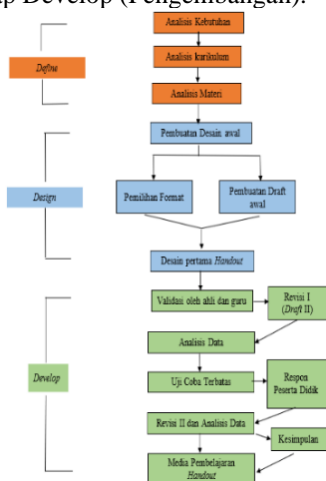 ap Develop (Pengembangan).
Analisis Kebutuhan
Analisis kurikulum
Define
Analisis Materi
Pembuatan Desain awal
Pemilihan Format
Pembuatan Draft
awal
Design
Desain pertama Handout
Validasi oleh ahli dan guru
Revisi I
(Draft II)
Analisis Data
Develop
Uji Coba Terbatas
Respon
Peserta Didik
Revisi II dan Analisis Data
Kesimpulan
Media Pembelajaran
Handout